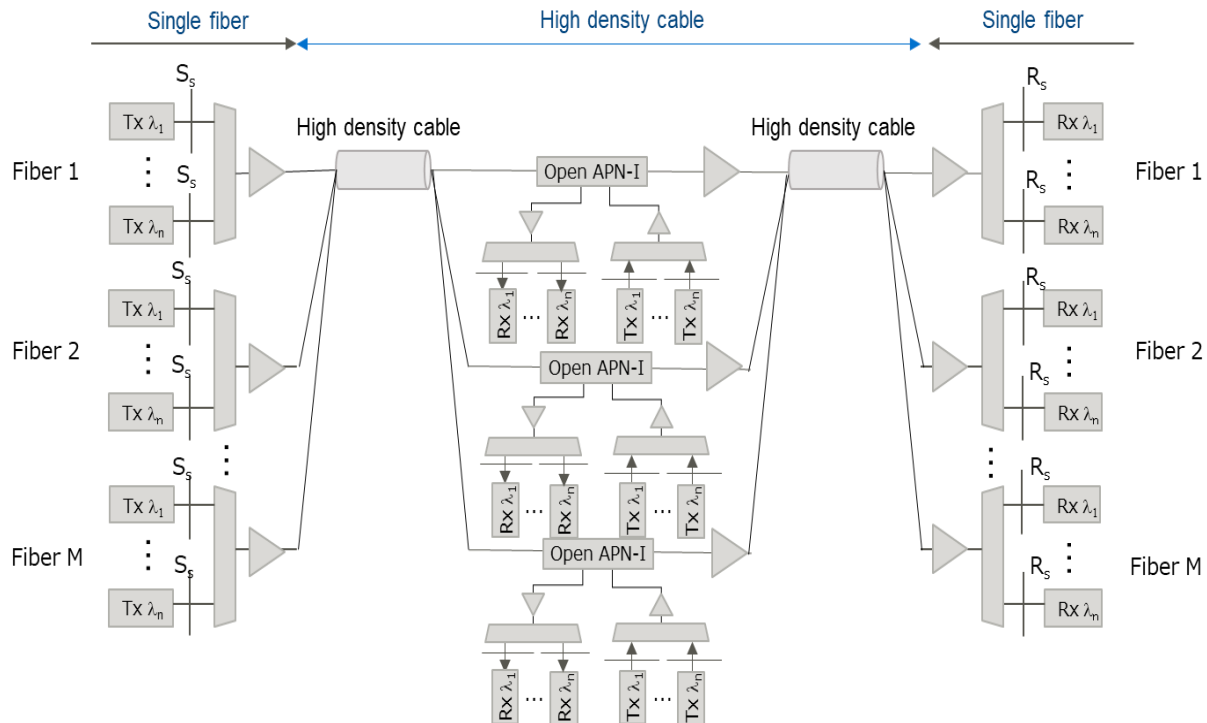 Single fiber
High density cable
Single fiber
Ss
Tx λ1
⋮
Ss
Tx λn
Fiber 1
High density cable
Open APN-I
Rx λ1
...
Rx λn
Tx λ1
...
Tx λn
High density cable
Rs
Rx λ1
⋮
Rs
Rx λn
Fiber 1
Ss
Tx λ1
⋮
Ss
Tx λn
Fiber 2
Open APN-I
Rx λ1
...
Rx λn
Tx λ1
...
Tx λn
Rs
Rx λ1
⋮
Rs
Rx λn
Fiber 2
⋮
⋮
Ss
Tx λ1
⋮
Ss
Tx λn
Fiber M
Open APN-I
Rx λ1
...
Rx λn
Tx λ1
...
Tx λn
Rs
Rx λ1
⋮
Rs
Rx λn
Fiber M